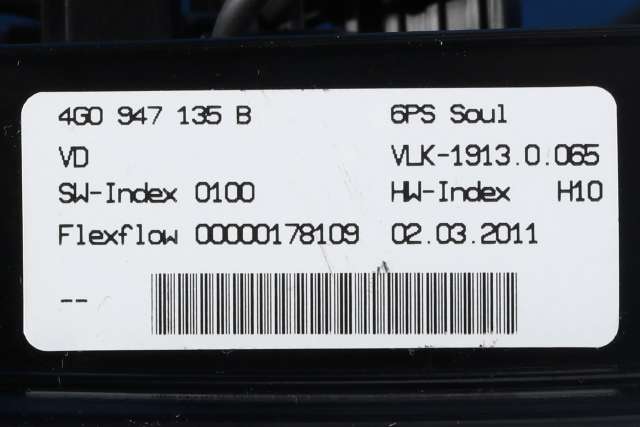 4G0 947 135 B 6PS Soul
VD VLK-1913.0.065
SW-Index 0100 HW-Index H10
Flexflow 00000178109 02.03.2011
--